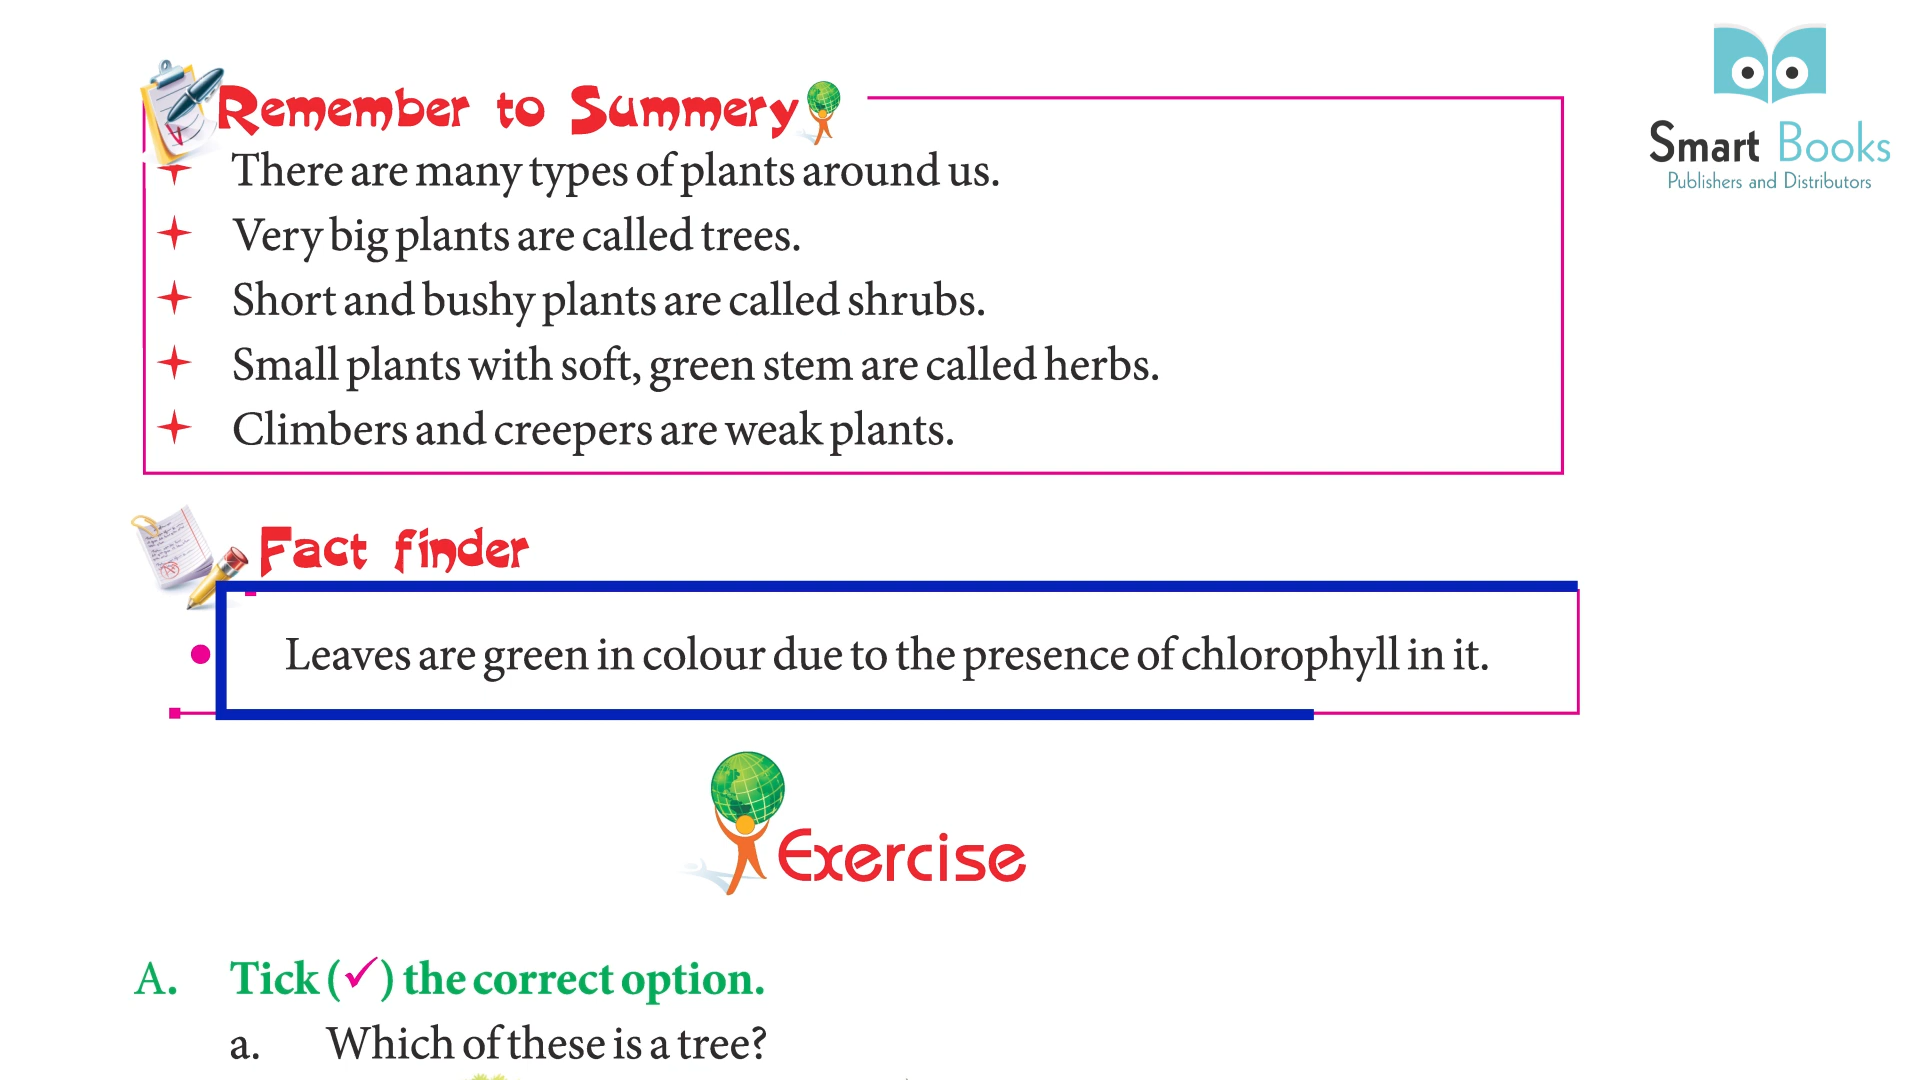 Remember to Summery
There are many types of plants around us.
Very big plants are called trees.
Short and bushy plants are called shrubs.
Small plants with soft, green stem are called herbs.
Climbers and creepers are weak plants.
Smart Books
Publishers and Distributors
Fact finder
Leaves are green in colour due to the presence of chlorophyll in it.
Exercise
A. Tick (✓) the correct option.
a. Which of these is a tree?